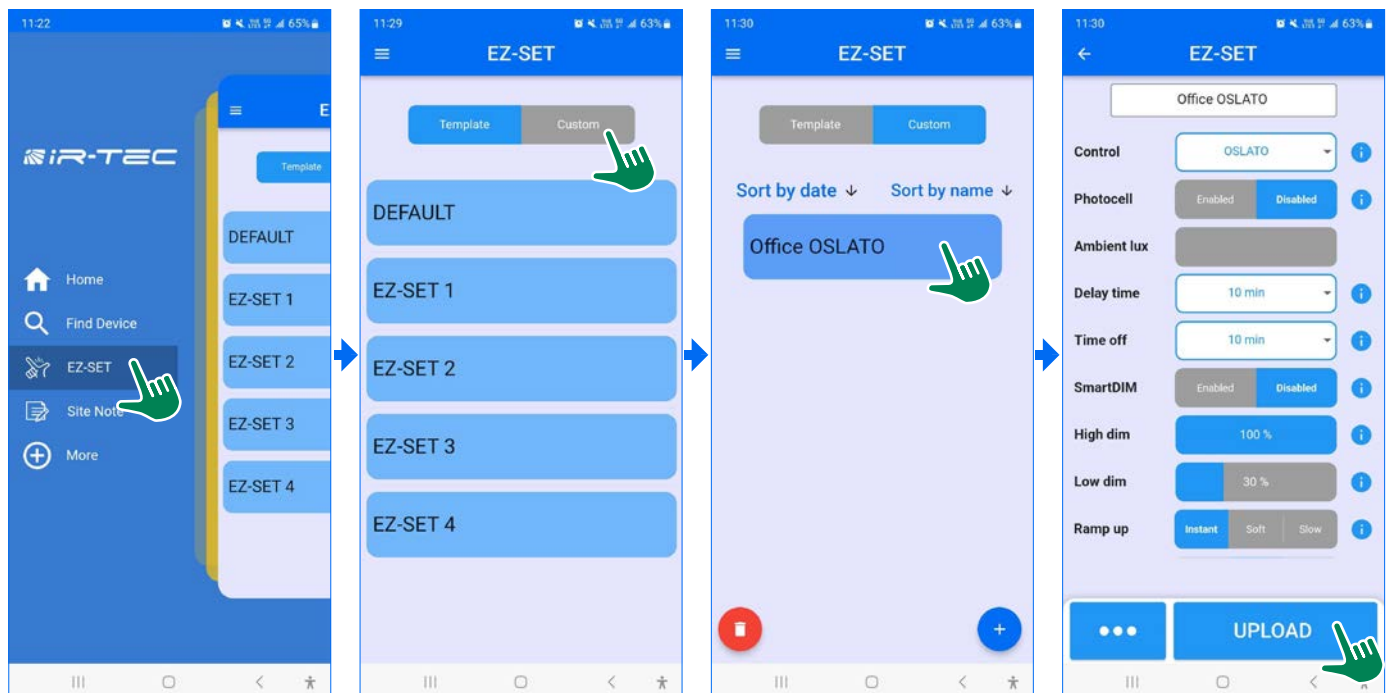 11:22
65%
iR-TEC
Home
Find Device
EZ-SET
Site Note
More
E
Template
DEFAULT
EZ-SET 1
EZ-SET 2
EZ-SET 3
EZ-SET 4
11:29
63%
EZ-SET
Template Custom
DEFAULT
EZ-SET 1
EZ-SET 2
EZ-SET 3
EZ-SET 4
11:30
63%
EZ-SET
Template Custom
Sort by date ↓ Sort by name ↓
Office OSLATO
11:30
63%
EZ-SET
Office OSLATO
Control OSLATO
Photocell Enabled Disabled
Ambient lux
Delay time 10 min
Time off 10 min
SmartDIM Enabled Disabled
High dim 100 %
Low dim 30 %
Ramp up Instant Soft Slow
UPLOAD